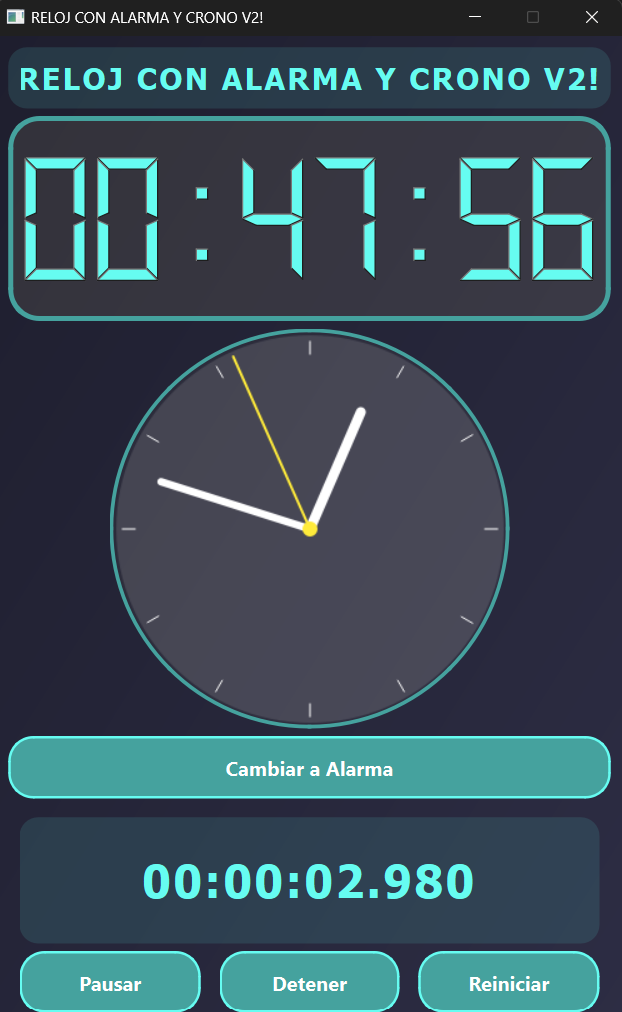 RELOJ CON ALARMA Y CRONO V2!
RELOJ CON ALARMA Y CRONO V2!
00:47:56
Cambiar a Alarma
00:00:02.980
Pausar
Detener
Reiniciar